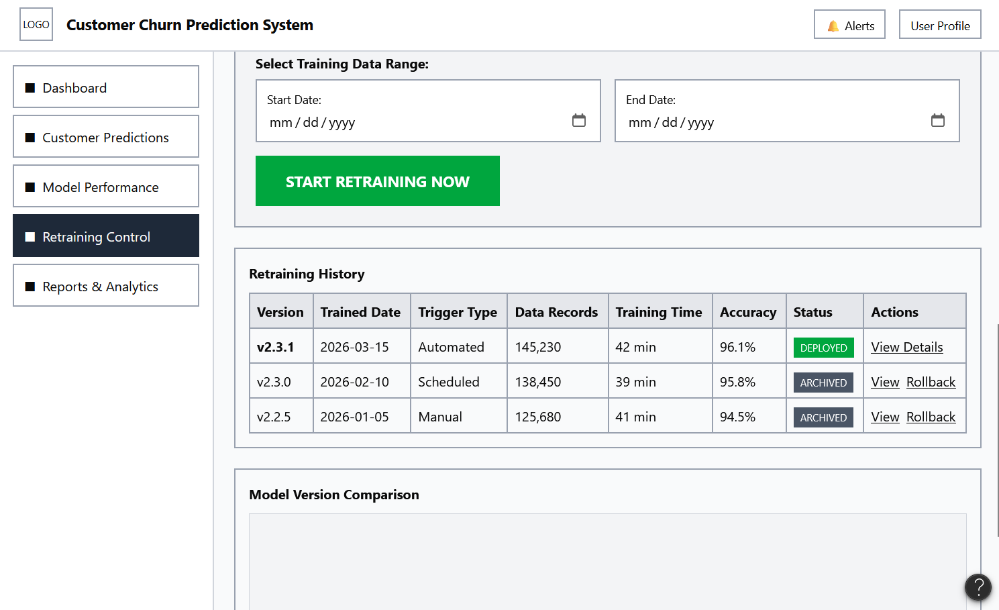 LOGO
Customer Churn Prediction System
Alerts
User Profile
Dashboard
Customer Predictions
Model Performance
Retraining Control
Reports & Analytics
Select Training Data Range:
Start Date:
mm / dd / yyyy
End Date:
mm / dd / yyyy
START RETRAINING NOW
Retraining History
Version Trained Date Trigger Type Data Records Training Time Accuracy Status Actions
v2.3.1 2026-03-15 Automated 145,230 42 min 96.1% DEPLOYED View Details
v2.3.0 2026-02-10 Scheduled 138,450 39 min 95.8% ARCHIVED View Rollback
v2.2.5 2026-01-05 Manual 125,680 41 min 94.5% ARCHIVED View Rollback
Model Version Comparison
?